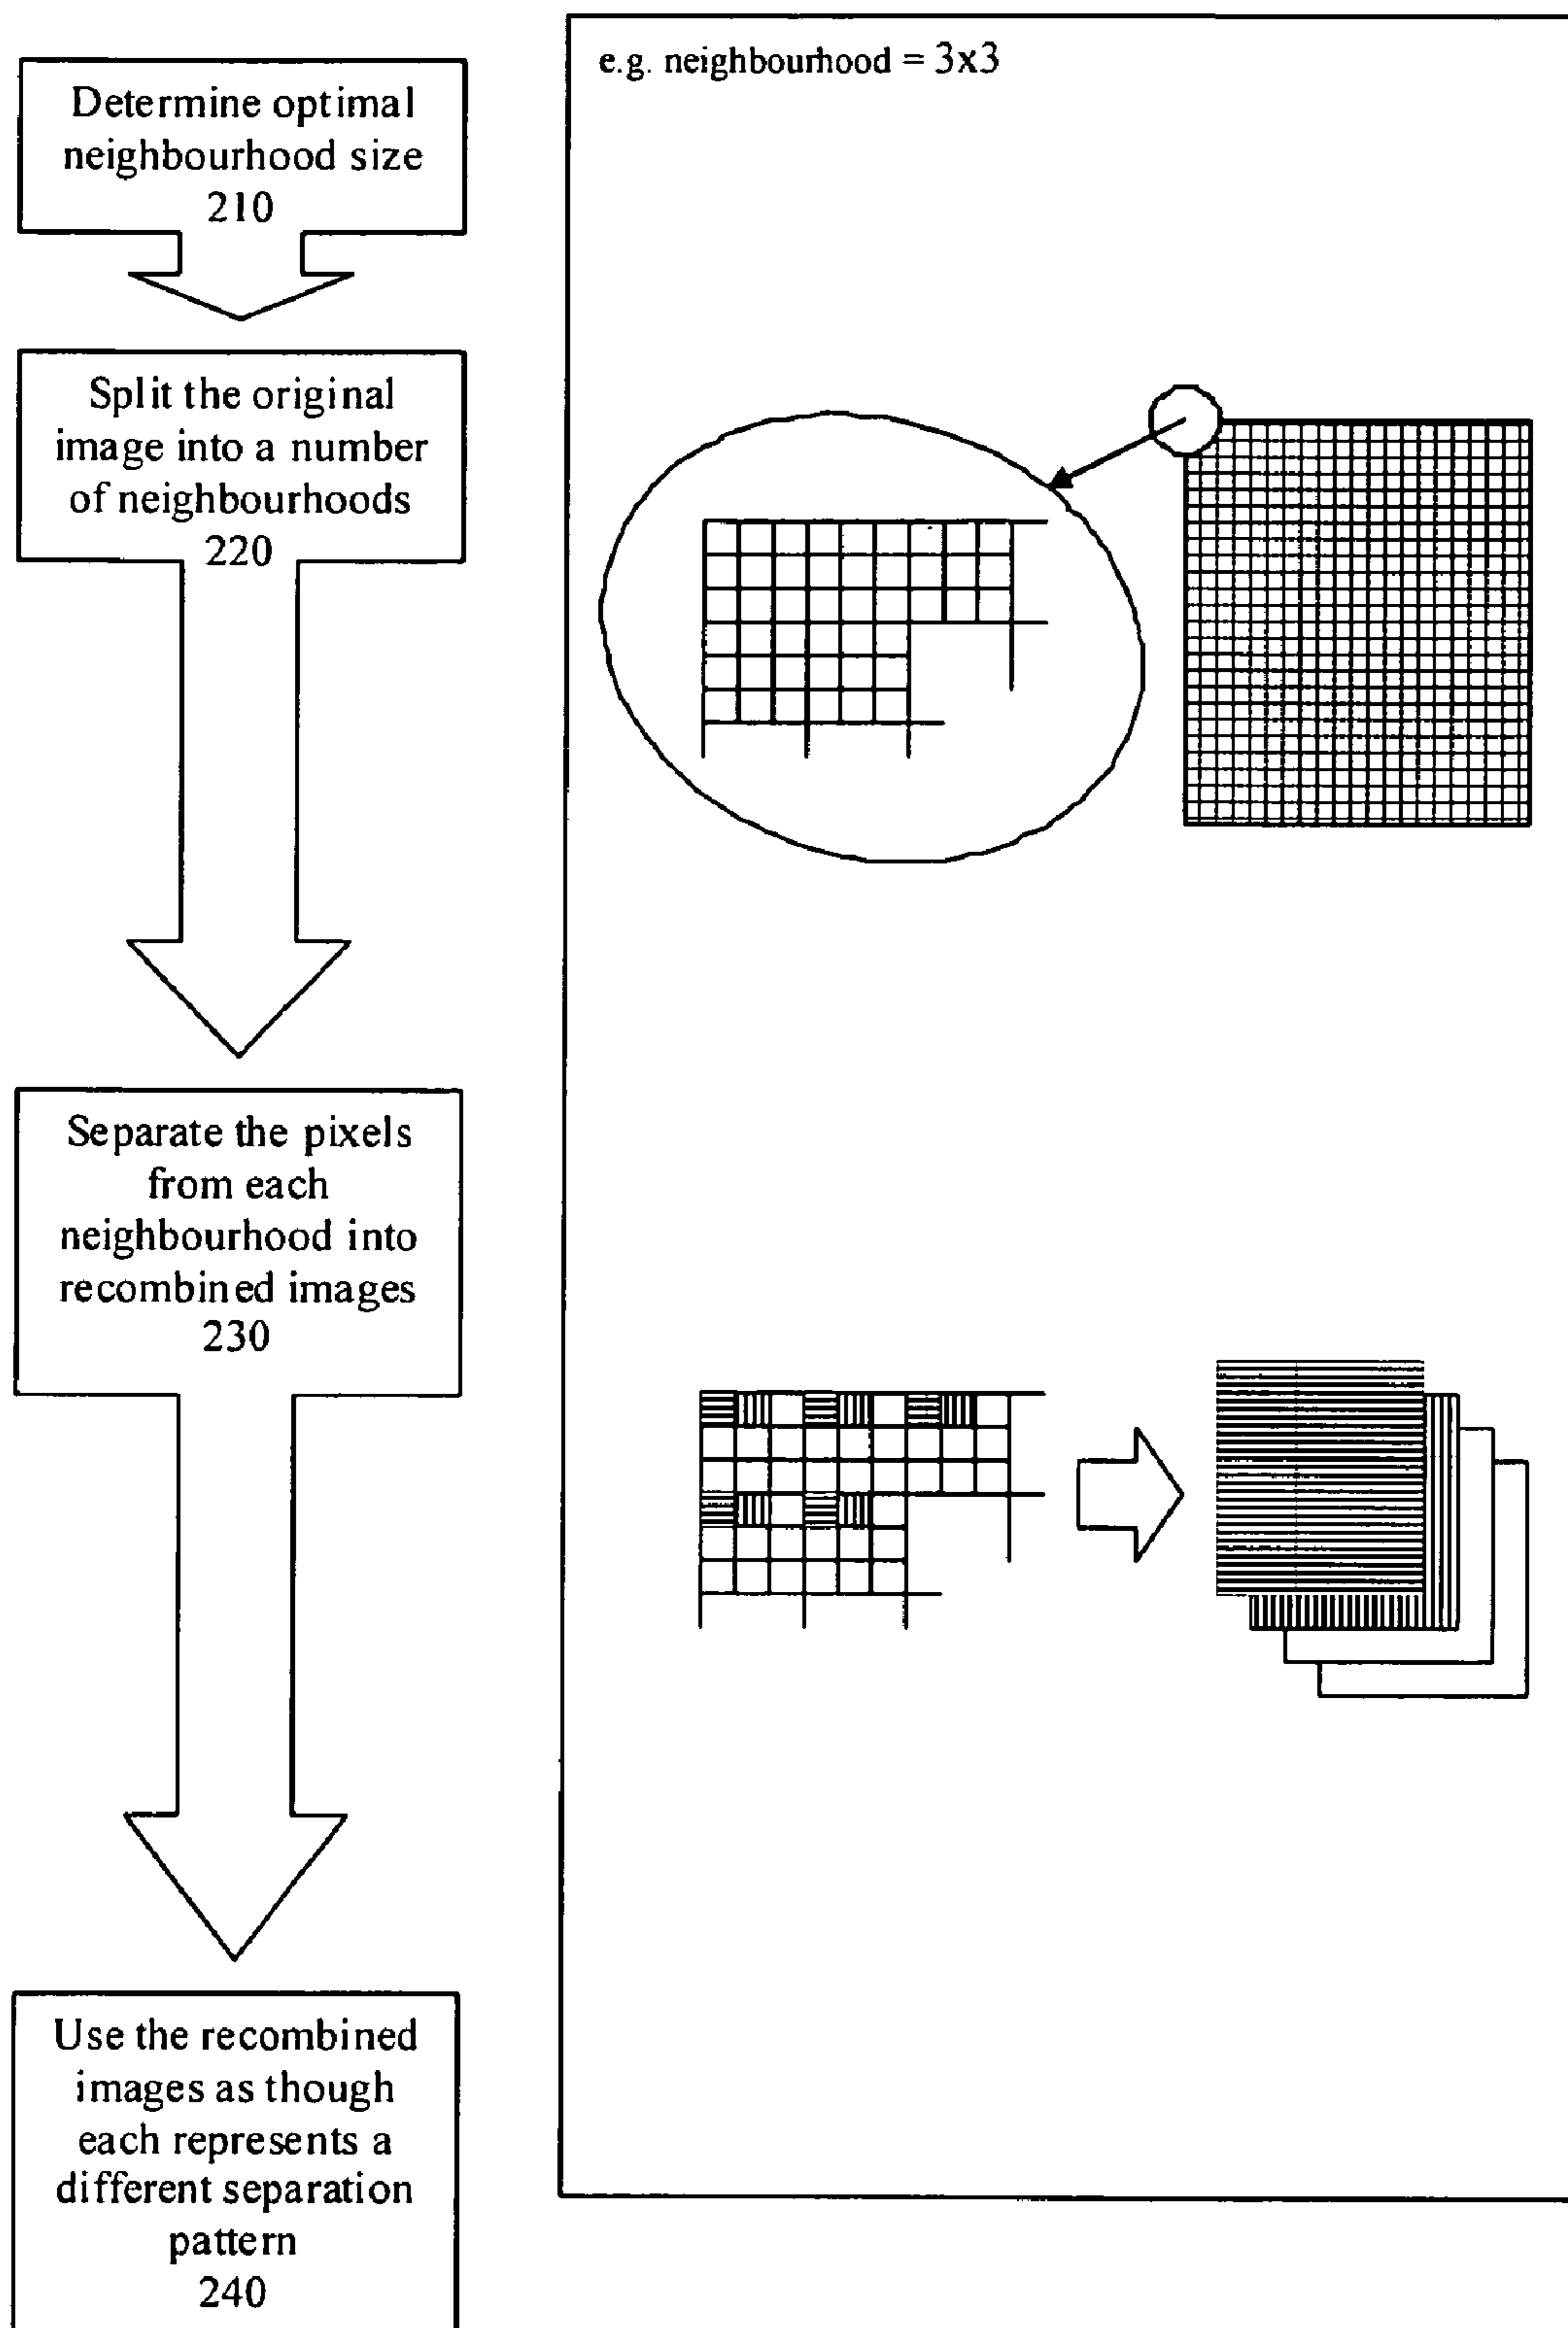 Determine optimal
neighbourhood size
210
e.g. neighbourhood = 3x3
Split the original
image into a number
of neighbourhoods
220
Separate the pixels
from each
neighbourhood into
recombined images
230
Use the recombined
images as though
each represents a
different separation
pattern
240